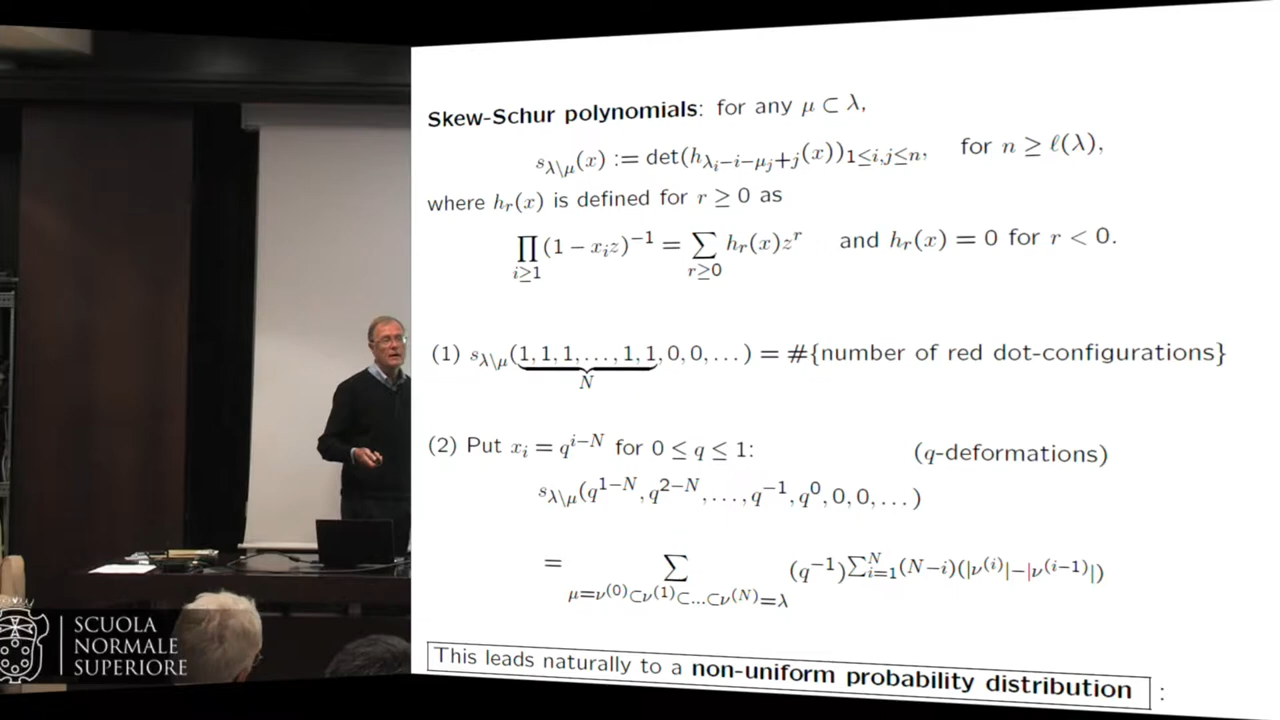 Skew-Schur polynomials: for any μ ⊂ λ,
s_{λ\μ}(x) := det(h_{λ_i−i−μ_j+j}(x))_{1≤i,j≤n}, for n ≥ ℓ(λ),
where h_r(x) is defined for r ≥ 0 as
∏_{i≥1} (1 − x_i z)^{−1} = ∑_{r≥0} h_r(x)z^r and h_r(x) = 0 for r < 0.
(1) s_{λ\μ}(1, 1, 1, ..., 1, 1, 0, 0, ...) = #{number of red dot-configurations}
N
(2) Put x_i = q^{i−N} for 0 ≤ q ≤ 1: (q-deformations)
s_{λ\μ}(q^{1−N}, q^{2−N}, ..., q^{−1}, q^0, 0, 0, ...)
= ∑_{μ=ν^{(0)}⊂ν^{(1)}⊂...⊂ν^{(N)}=λ} (q^{−1})^{∑_{i=1}^{N}(N−i)(|ν^{(i)}|−|ν^{(i−1)}|)}
This leads naturally to a non-uniform probability distribution :
SCUOLA
NORMALE
SUPERIORE